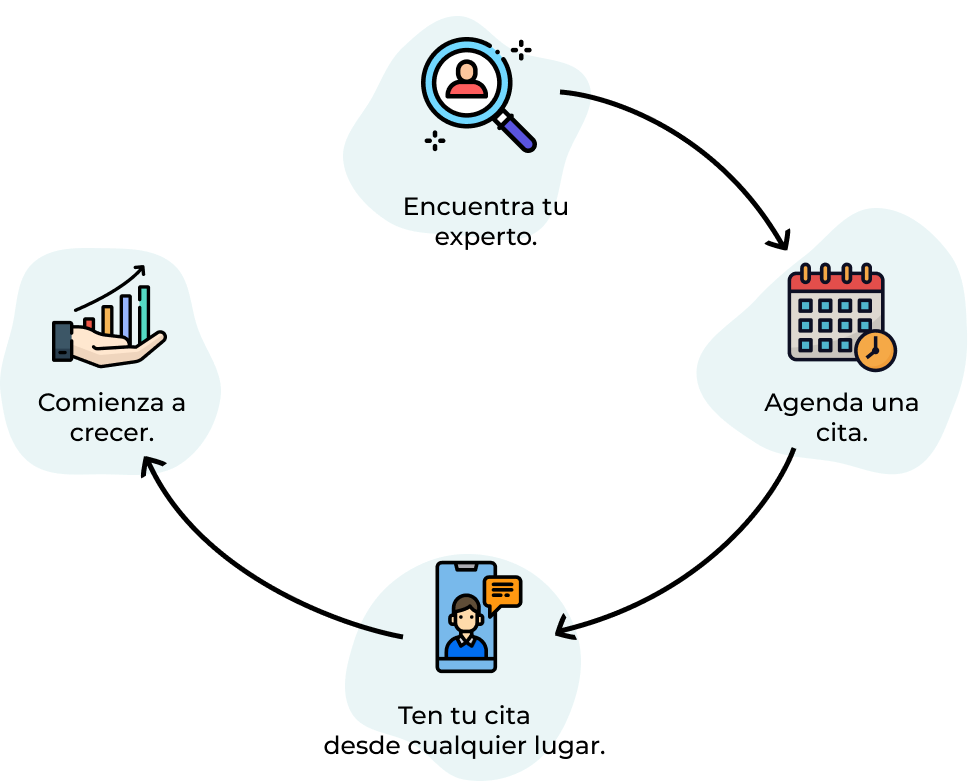 Encuentra tu
experto.
Agenda una
cita.
Ten tu cita
desde cualquier lugar.
Comienza a
crecer.